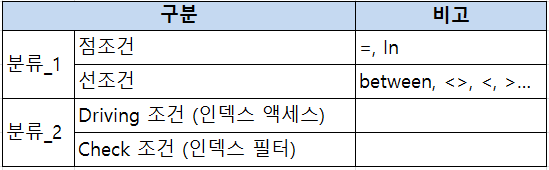 구분 비고
분류_1 점조건 =, In
선조건 between, <>, <, >...
분류_2 Driving 조건 (인덱스 액세스)
Check 조건 (인덱스 필터)